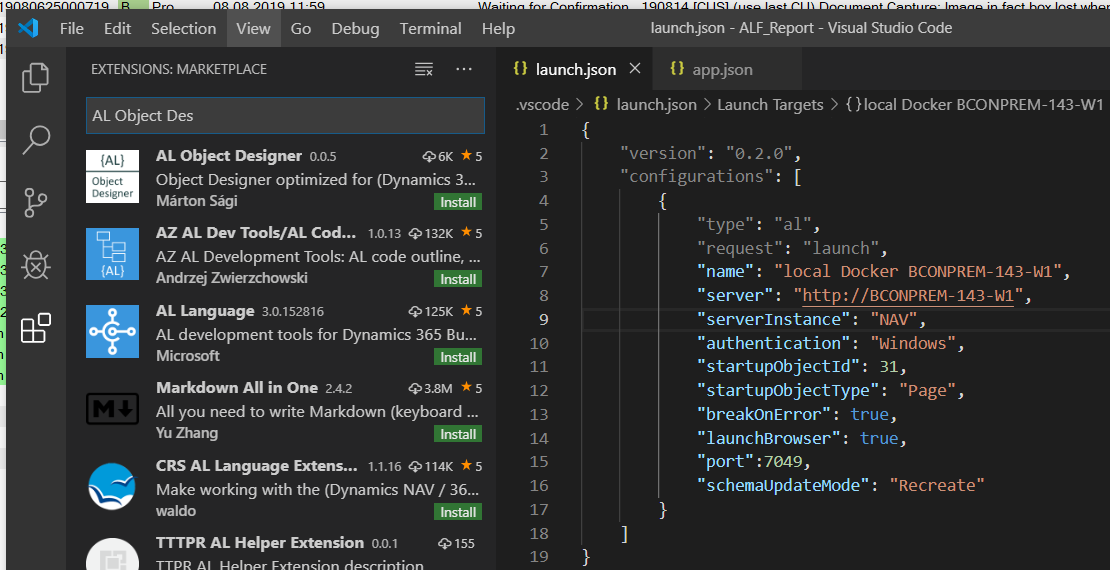 19080625000719 B Pro 08.08.2019 11:59 Waiting for Confirmation 190814 [CUS] (use last CU) Document Capture: Image in fact box lost when
File Edit Selection View Go Debug Terminal Help launch.json - ALF_Report - Visual Studio Code
EXTENSIONS: MARKETPLACE
AL Object Des
{AL}
Object
Designer
AL Object Designer 0.0.5 6K ★ 5
Object Designer optimized for (Dynamics 3...
Márton Sági Install
{AL}
AZ AL Dev Tools/AL Cod... 1.0.13 132K ★ 5
AZ AL Development Tools: AL code outline, ...
Andrzej Zwierzchowski Install
AL Language 3.0.152816 125K ★ 5
AL development tools for Dynamics 365 Bu...
Microsoft Install
M
Markdown All in One 2.4.2 3.8M ★ 5
All you need to write Markdown (keyboard ...
Yu Zhang Install
CRS AL Language Extens... 1.1.16 114K ★ 5
Make working with the (Dynamics NAV / 36...
waldo Install
TTTPR AL Helper Extension 0.0.1 155
TTPR AL Helper Extension description
{} launch.json × {} app.json
.vscode > {} launch.json > Launch Targets > {} local Docker BCONPREM-143-W1
1 {
2 "version": "0.2.0",
3 "configurations": [
4 {
5 "type": "al",
6 "request": "launch",
7 "name": "local Docker BCONPREM-143-W1",
8 "server": "http://BCONPREM-143-W1",
9 "serverInstance": "NAV",
10 "authentication": "Windows",
11 "startupObjectId": 31,
12 "startupObjectType": "Page",
13 "breakOnError": true,
14 "launchBrowser": true,
15 "port":7049,
16 "schemaUpdateMode": "Recreate"
17 }
18 ]
19 }